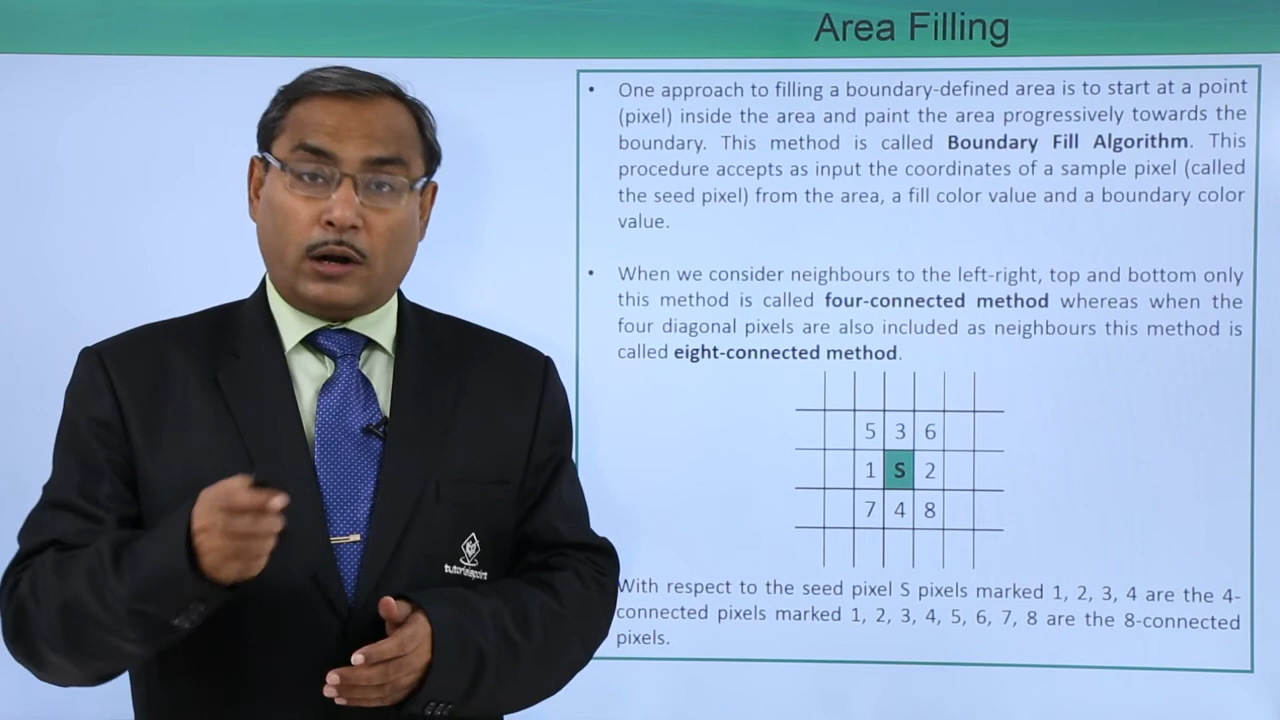 Area Filling
• One approach to filling a boundary-defined area is to start at a point
(pixel) inside the area and paint the area progressively towards the
boundary. This method is called Boundary Fill Algorithm. This
procedure accepts as input the coordinates of a sample pixel (called
the seed pixel) from the area, a fill color value and a boundary color
value.
• When we consider neighbours to the left-right, top and bottom only
this method is called four-connected method whereas when the
four diagonal pixels are also included as neighbours this method is
called eight-connected method.
5 3 6
1 S 2
7 4 8
With respect to the seed pixel S pixels marked 1, 2, 3, 4 are the 4-
connected pixels marked 1, 2, 3, 4, 5, 6, 7, 8 are the 8-connected
pixels.
tutorialspoint